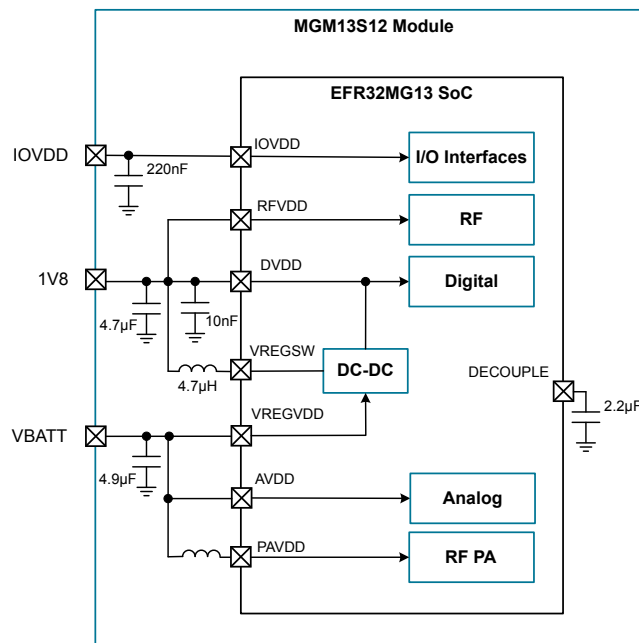 MGM13S12 Module
EFR32MG13 SoC
IOVDD
IOVDD
I/O Interfaces
220nF
RFVDD
RF
1V8
DVDD
Digital
4.7µF
10nF
VREGSW
DC-DC
4.7µH
DECOUPLE
2.2µF
VREGVDD
VBATT
4.9µF
AVDD
Analog
PAVDD
RF PA